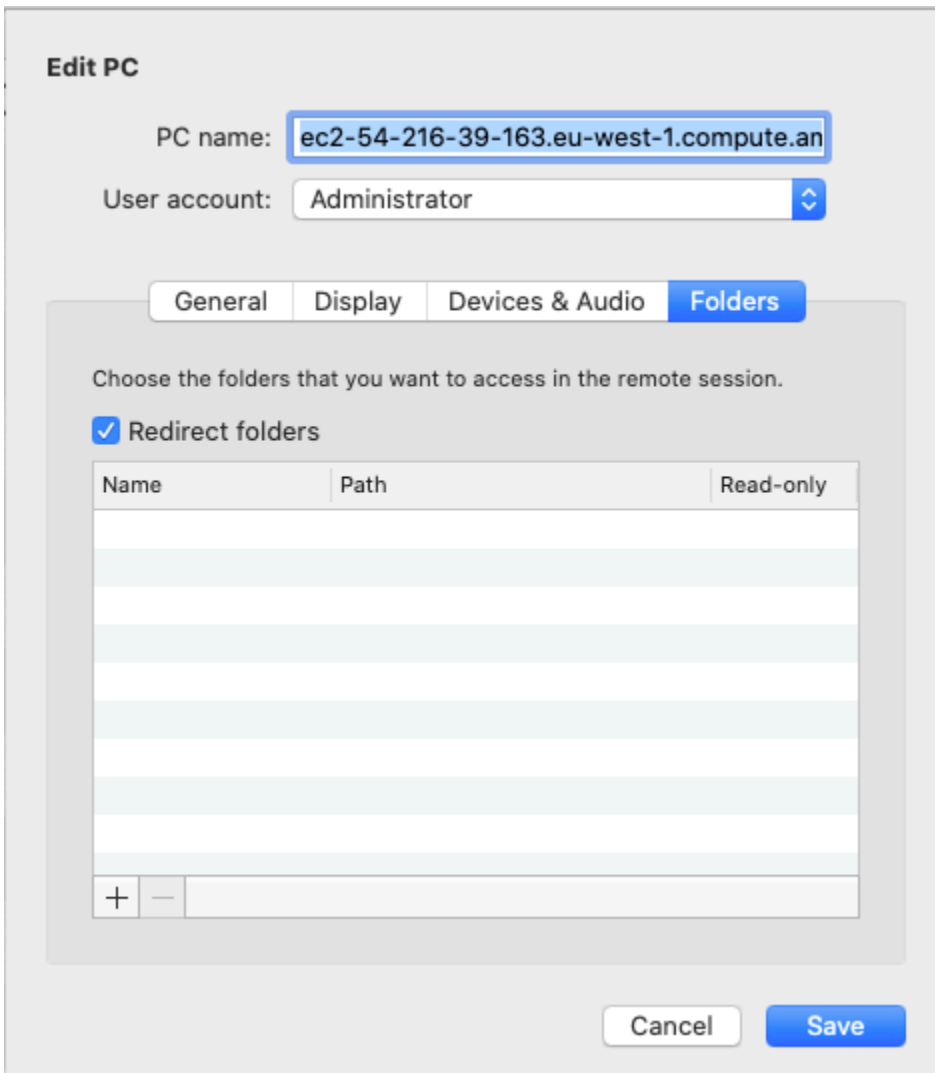 Edit PC
PC name: ec2-54-216-39-163.eu-west-1.compute.am
User account: Administrator
General Display Devices & Audio Folders
Choose the folders that you want to access in the remote session.
Redirect folders
Name Path Read-only
+ −
Cancel Save